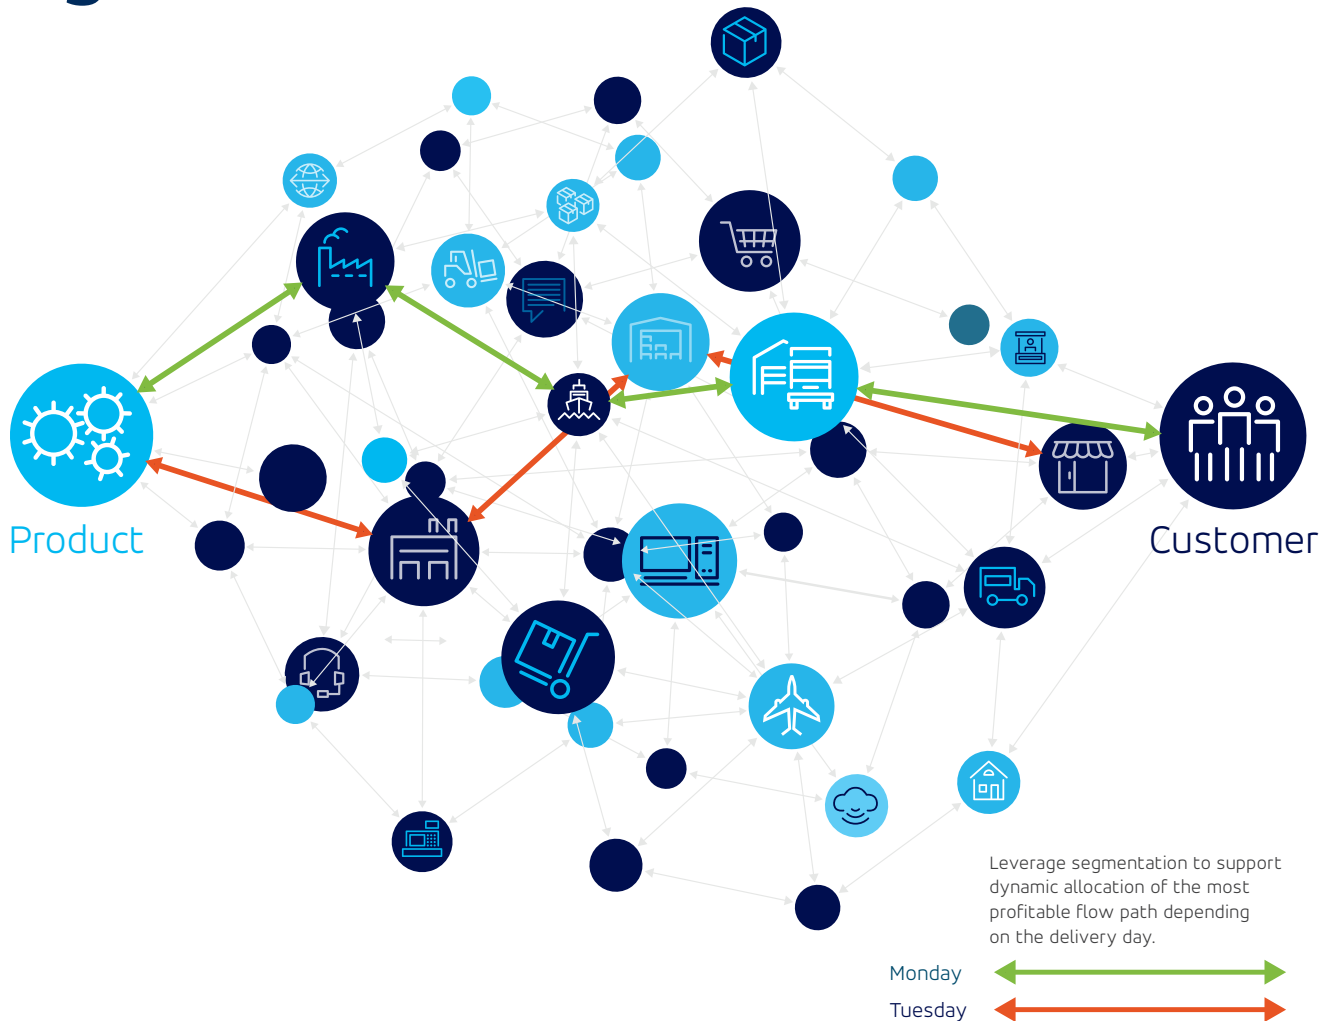 Product
Customer
Leverage segmentation to support
dynamic allocation of the most
profitable flow path depending
on the delivery day.
Monday
Tuesday